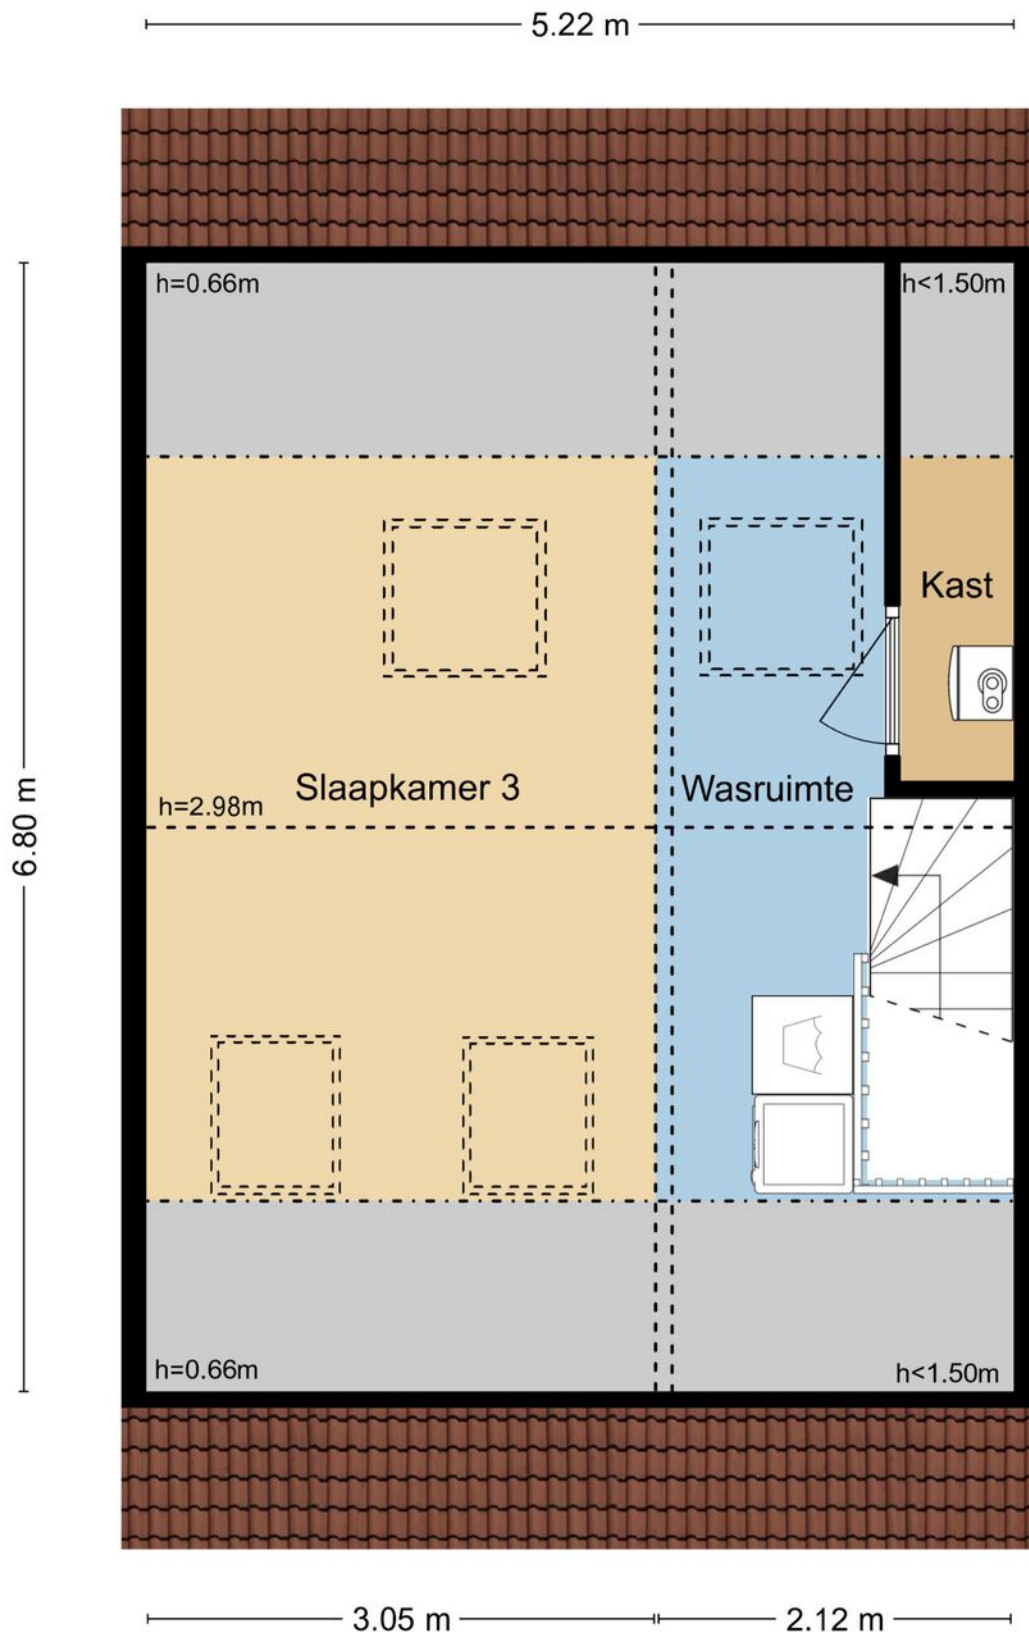 5.22 m
h=0.66m
h<1.50m
Kast
Slaapkamer 3
Wasruimte
h=2.98m
6.80 m
h=0.66m
h<1.50m
3.05 m
2.12 m